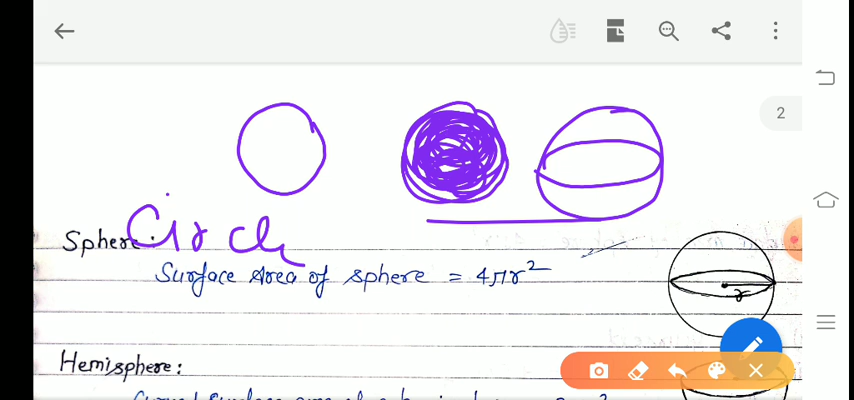 2
Circle
Sphere:
Surface Area of sphere = 4πr²
r
Hemisphere: